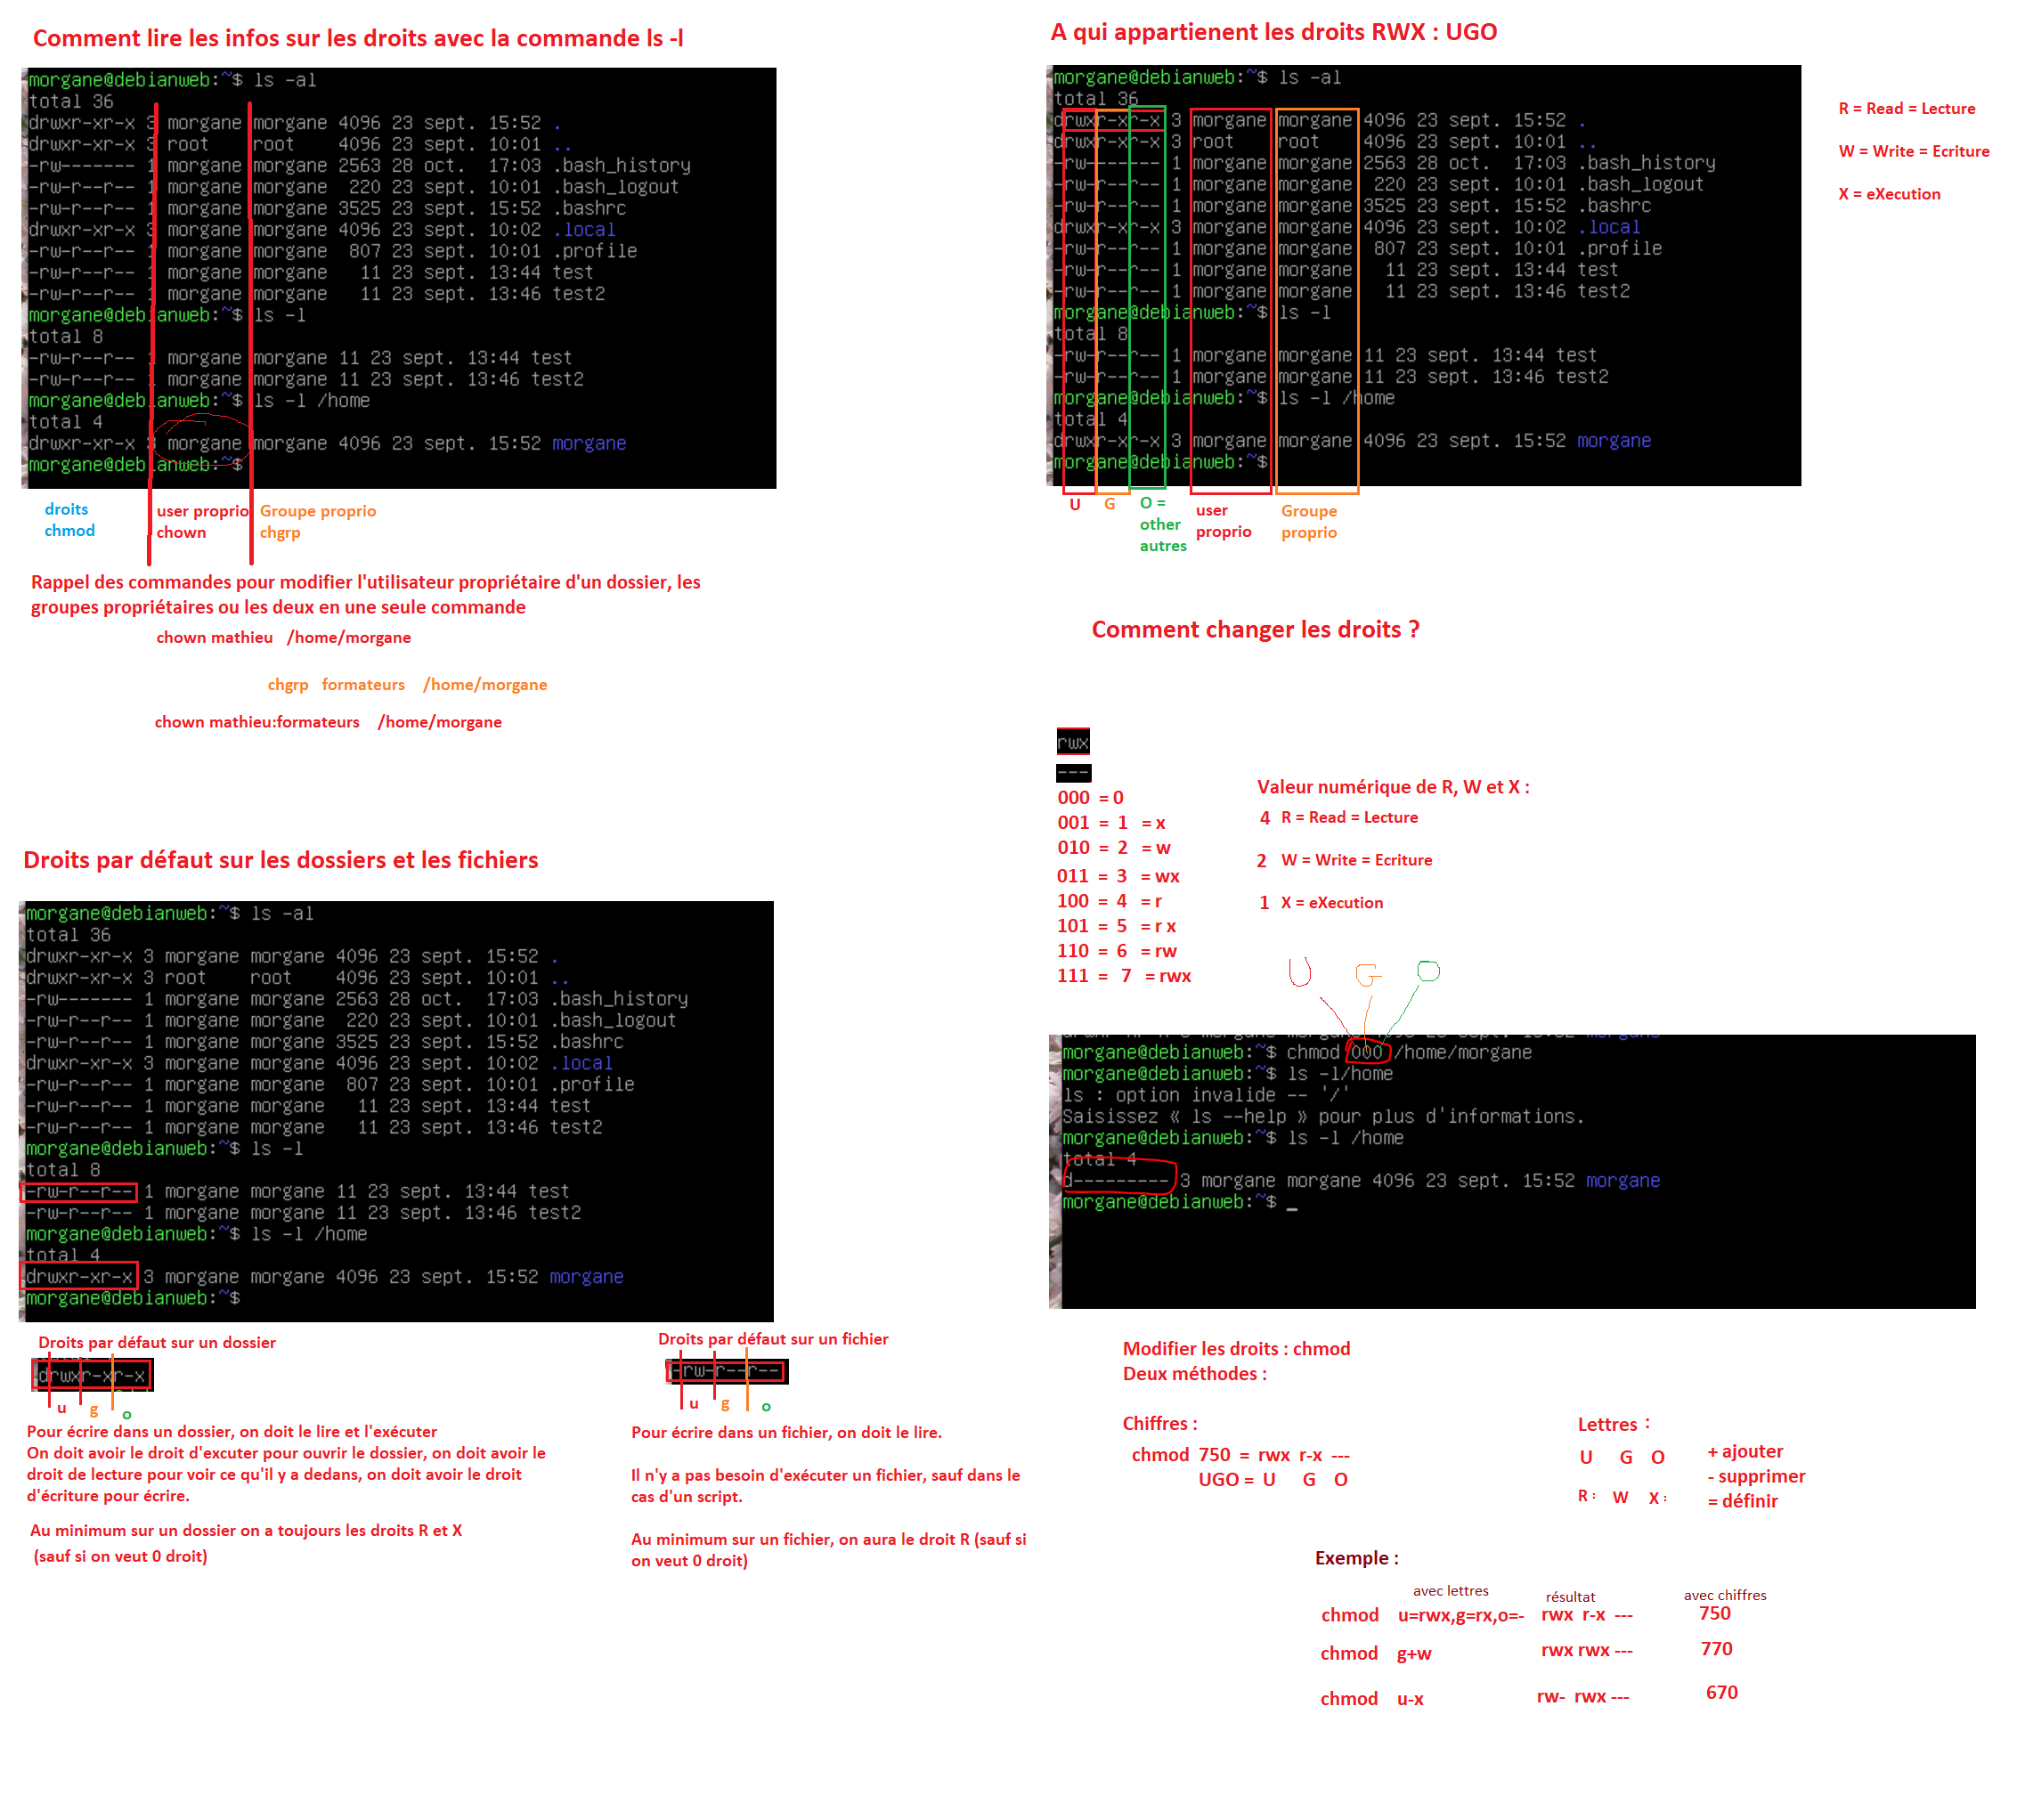 Comment lire les infos sur les droits avec la commande ls -l
morgane@debianweb:~$ ls -al
total 36
drwxr-xr-x 3 morgane morgane 4096 23 sept. 15:52 .
drwxr-xr-x 3 root root 4096 23 sept. 10:01 ..
-rw------- 1 morgane morgane 2563 28 oct. 17:03 .bash_history
-rw-r--r-- 1 morgane morgane 220 23 sept. 10:01 .bash_logout
-rw-r--r-- 1 morgane morgane 3525 23 sept. 15:52 .bashrc
drwxr-xr-x 3 morgane morgane 4096 23 sept. 10:02 .local
-rw-r--r-- 1 morgane morgane 807 23 sept. 10:01 .profile
-rw-r--r-- 1 morgane morgane 11 23 sept. 13:44 test
-rw-r--r-- 1 morgane morgane 11 23 sept. 13:46 test2
morgane@debianweb:~$ ls -l
total 8
-rw-r--r-- 1 morgane morgane 11 23 sept. 13:44 test
-rw-r--r-- 1 morgane morgane 11 23 sept. 13:46 test2
morgane@debianweb:~$ ls -l /home
total 4
drwxr-xr-x 3 morgane morgane 4096 23 sept. 15:52 morgane
morgane@debianweb:~$
droits
chmod
user proprio
chown
Groupe proprio
chgrp
Rappel des commandes pour modifier l'utilisateur propriétaire d'un dossier, les
groupes propriétaires ou les deux en une seule commande
chown mathieu /home/morgane
chgrp formateurs /home/morgane
chown mathieu:formateurs /home/morgane
A qui appartienent les droits RWX : UGO
morgane@debianweb:~$ ls -al
total 36
drwxr-xr-x 3 morgane morgane 4096 23 sept. 15:52 .
drwxr-xr-x 3 root root 4096 23 sept. 10:01 ..
-rw------- 1 morgane morgane 2563 28 oct. 17:03 .bash_history
-rw-r--r-- 1 morgane morgane 220 23 sept. 10:01 .bash_logout
-rw-r--r-- 1 morgane morgane 3525 23 sept. 15:52 .bashrc
drwxr-xr-x 3 morgane morgane 4096 23 sept. 10:02 .local
-rw-r--r-- 1 morgane morgane 807 23 sept. 10:01 .profile
-rw-r--r-- 1 morgane morgane 11 23 sept. 13:44 test
-rw-r--r-- 1 morgane morgane 11 23 sept. 13:46 test2
morgane@debianweb:~$ ls -l
total 8
-rw-r--r-- 1 morgane morgane 11 23 sept. 13:44 test
-rw-r--r-- 1 morgane morgane 11 23 sept. 13:46 test2
morgane@debianweb:~$ ls -l /home
total 4
drwxr-xr-x 3 morgane morgane 4096 23 sept. 15:52 morgane
morgane@debianweb:~$
U
G
O =
other
autres
user
proprio
Groupe
proprio
R = Read = Lecture
W = Write = Ecriture
X = eXecution
Droits par défaut sur les dossiers et les fichiers
morgane@debianweb:~$ ls -al
total 36
drwxr-xr-x 3 morgane morgane 4096 23 sept. 15:52 .
drwxr-xr-x 3 root root 4096 23 sept. 10:01 ..
-rw------- 1 morgane morgane 2563 28 oct. 17:03 .bash_history
-rw-r--r-- 1 morgane morgane 220 23 sept. 10:01 .bash_logout
-rw-r--r-- 1 morgane morgane 3525 23 sept. 15:52 .bashrc
drwxr-xr-x 3 morgane morgane 4096 23 sept. 10:02 .local
-rw-r--r-- 1 morgane morgane 807 23 sept. 10:01 .profile
-rw-r--r-- 1 morgane morgane 11 23 sept. 13:44 test
-rw-r--r-- 1 morgane morgane 11 23 sept. 13:46 test2
morgane@debianweb:~$ ls -l
total 8
-rw-r--r-- 1 morgane morgane 11 23 sept. 13:44 test
-rw-r--r-- 1 morgane morgane 11 23 sept. 13:46 test2
morgane@debianweb:~$ ls -l /home
total 4
drwxr-xr-x 3 morgane morgane 4096 23 sept. 15:52 morgane
morgane@debianweb:~$
Droits par défaut sur un dossier
drwxr-xr-x
u g o
Pour écrire dans un dossier, on doit le lire et l'exécuter
On doit avoir le droit d'excuter pour ouvrir le dossier, on doit avoir le
droit de lecture pour voir ce qu'il y a dedans, on doit avoir le droit
d'écriture pour écrire.
Au minimum sur un dossier on a toujours les droits R et X
(sauf si on veut 0 droit)
Droits par défaut sur un fichier
-rw-r--r--
u g o
Pour écrire dans un fichier, on doit le lire.
Il n'y a pas besoin d'exécuter un fichier, sauf dans le
cas d'un script.
Au minimum sur un fichier, on aura le droit R (sauf si
on veut 0 droit)
Comment changer les droits ?
rwx
---
000 = 0
001 = 1 = x
010 = 2 = w
011 = 3 = wx
100 = 4 = r
101 = 5 = r x
110 = 6 = rw
111 = 7 = rwx
Valeur numérique de R, W et X :
4 R = Read = Lecture
2 W = Write = Ecriture
1 X = eXecution
U G O
morgane@debianweb:~$ chmod 000 /home/morgane
morgane@debianweb:~$ ls -l/home
ls : option invalide -- '/'
Saisissez « ls --help » pour plus d'informations.
morgane@debianweb:~$ ls -l /home
total 4
d--------- 3 morgane morgane 4096 23 sept. 15:52 morgane
morgane@debianweb:~$ _
Modifier les droits : chmod
Deux méthodes :
Chiffres :
chmod 750 = rwx r-x ---
UGO = U G O
Lettres :
U G O
R : W X :
+ ajouter
- supprimer
= définir
Exemple :
avec lettres résultat avec chiffres
chmod u=rwx,g=rx,o=- rwx r-x --- 750
chmod g+w rwx rwx --- 770
chmod u-x rw- rwx --- 670